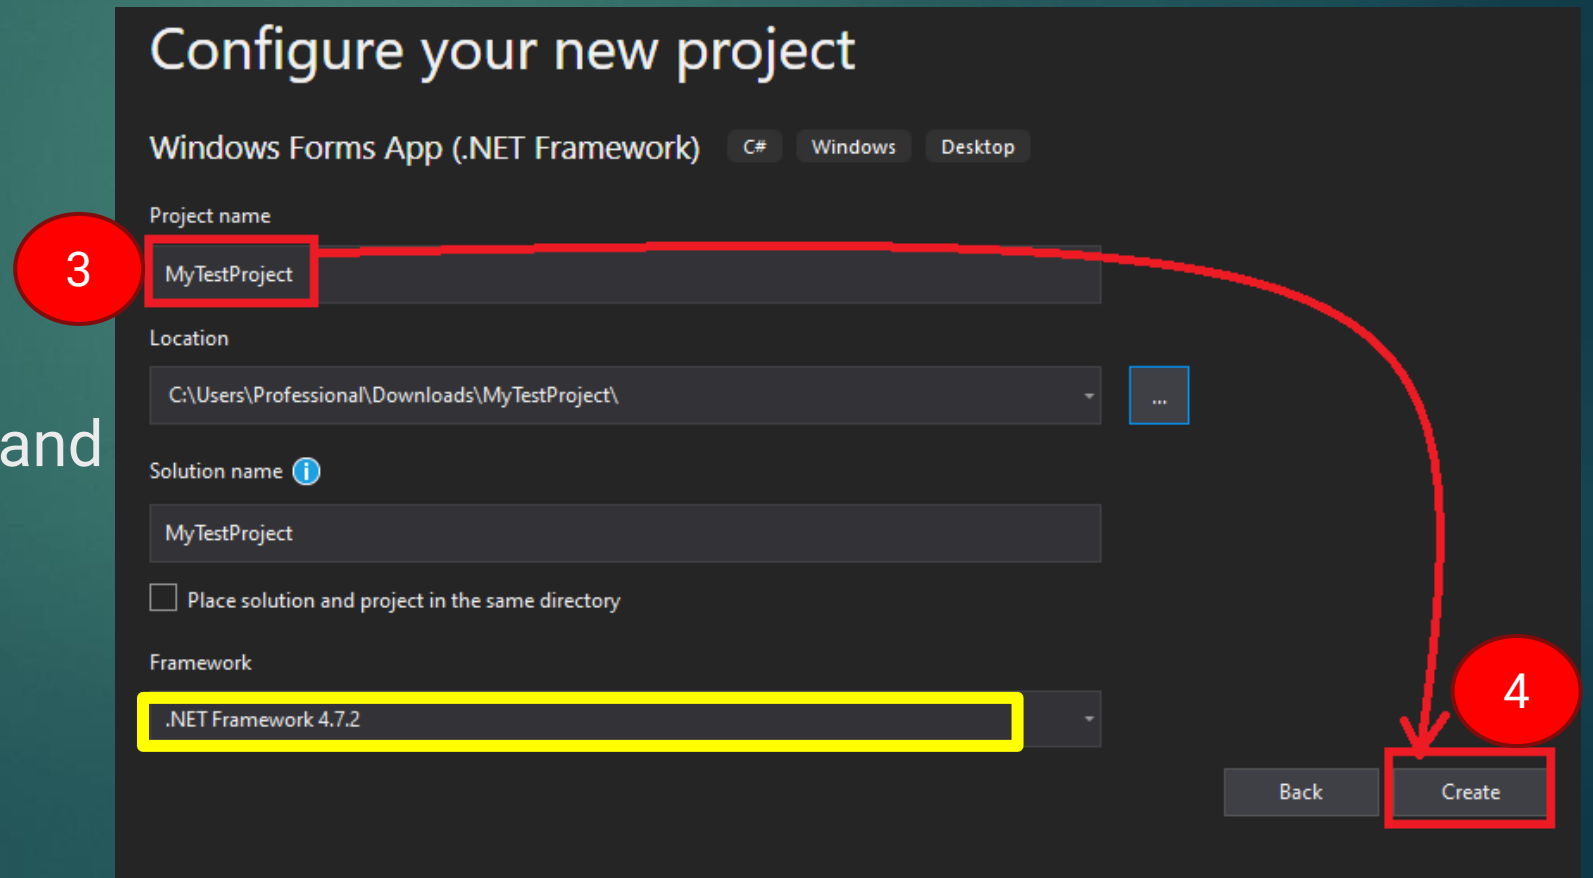 Configure your new project
Windows Forms App (.NET Framework) C# Windows Desktop
Project name
3
MyTestProject
Location
C:\Users\Professional\Downloads\MyTestProject\
...
and
Solution name i
MyTestProject
Place solution and project in the same directory
Framework
.NET Framework 4.7.2
4
Back Create